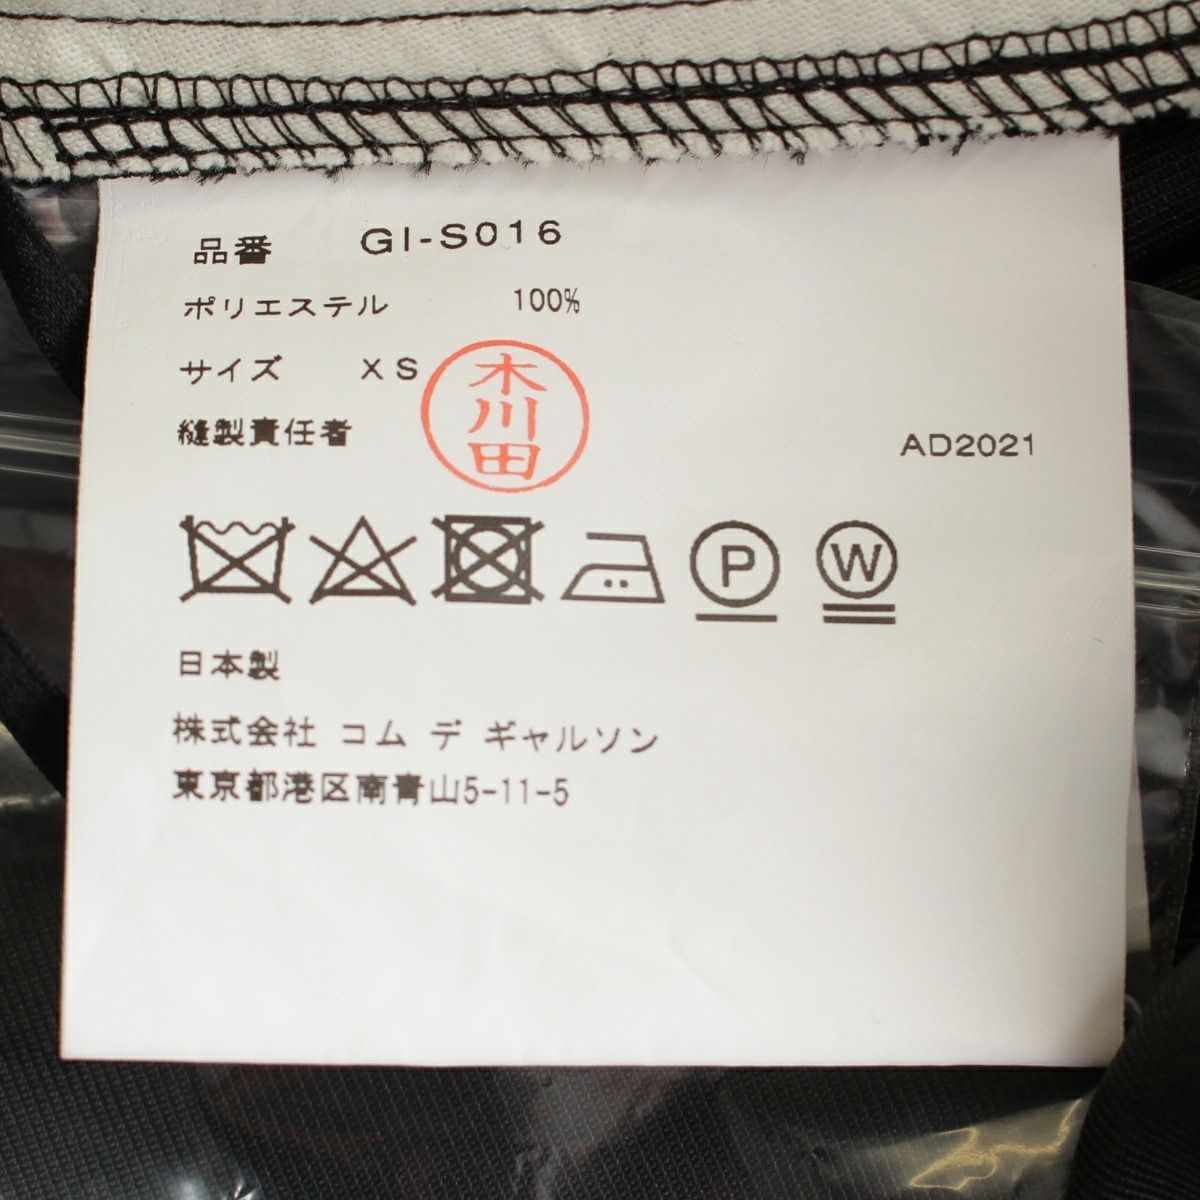 品番 GI-S016
ポリエステル 100%
サイズ XS
縫製責任者
木川田
AD2021
P W
日本製
株式会社 コム デ ギャルソン
東京都港区南青山5-11-5